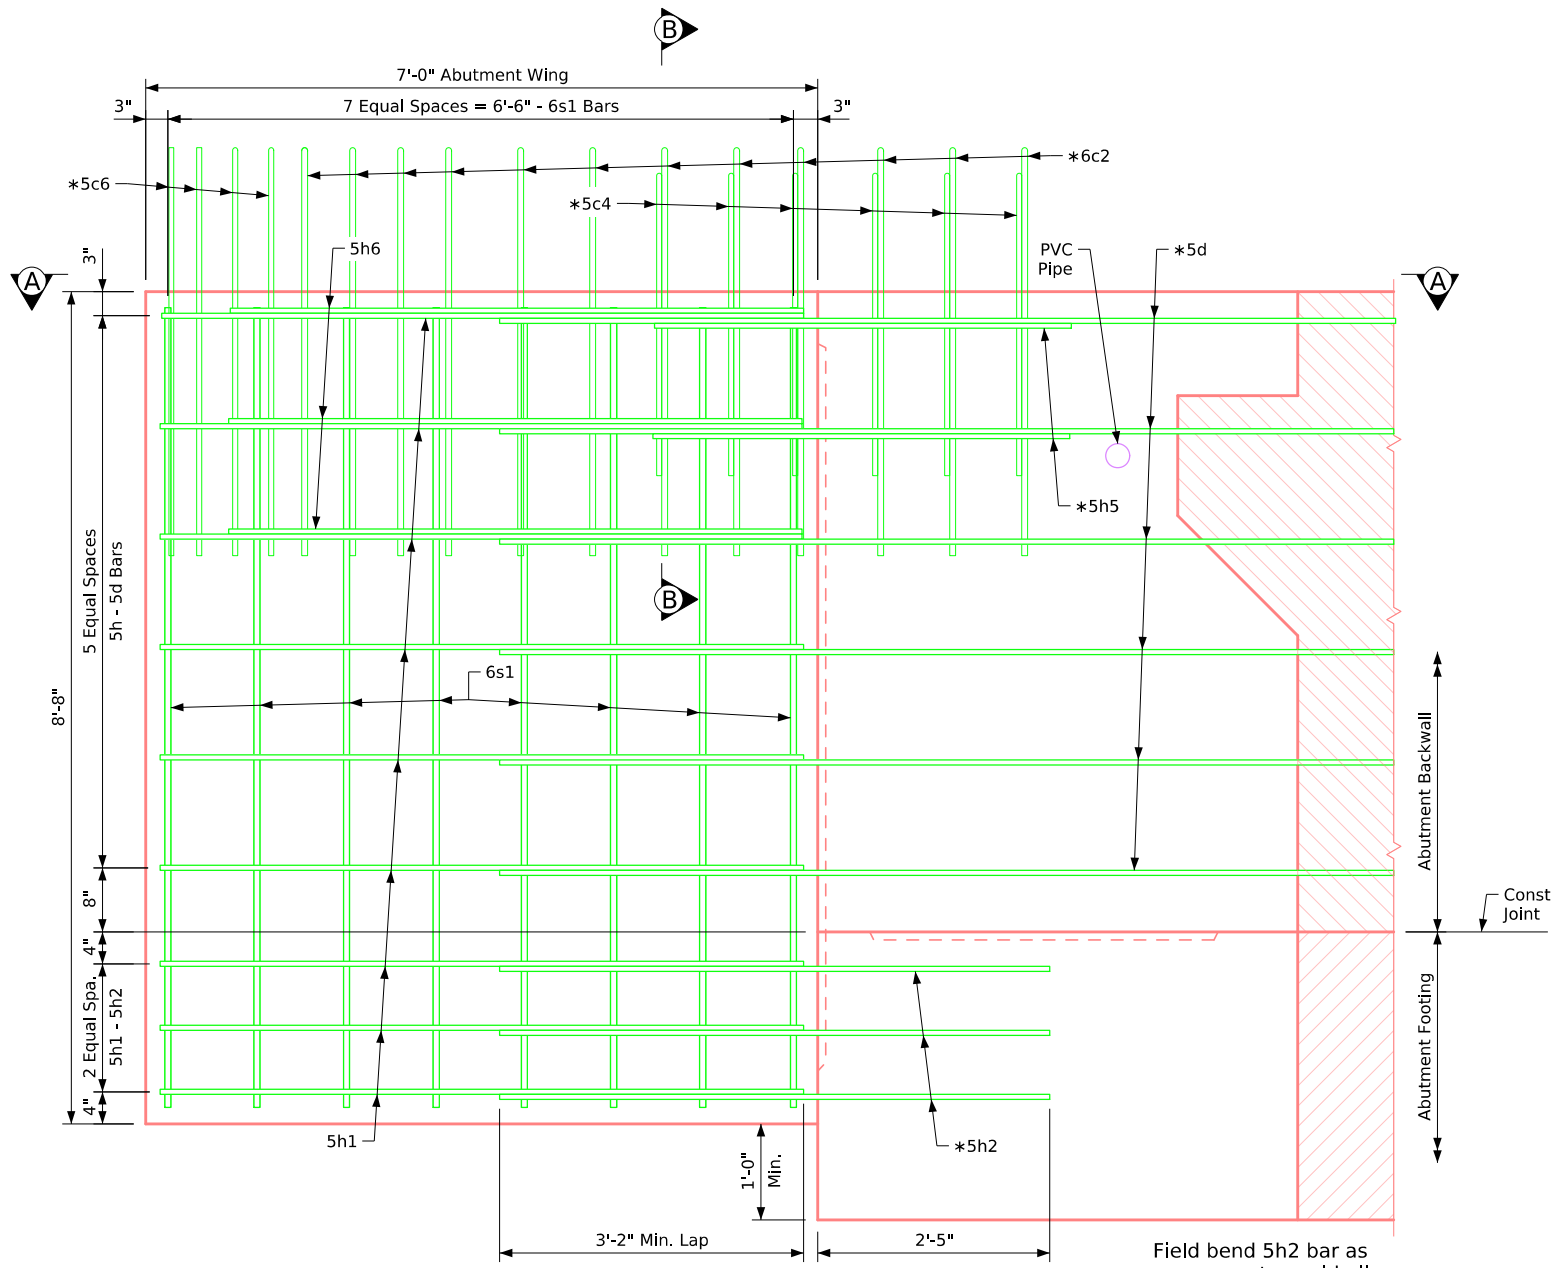 B
7'-0" Abutment Wing
3"
7 Equal Spaces = 6'-6" - 6s1 Bars
3"
∗6c2
∗5c6
∗5c4
5h6
PVC
Pipe
∗5d
3"
A
A
∗5h5
5 Equal Spaces
5h - 5d Bars
B
6s1
8'-8"
Abutment Backwall
8"
Const
Joint
4"
2 Equal Spa.
5h1 - 5h2
Abutment Footing
4"
5h1
∗5h2
1'-0"
Min.
3'-2" Min. Lap
2'-5"
Field bend 5h2 bar as